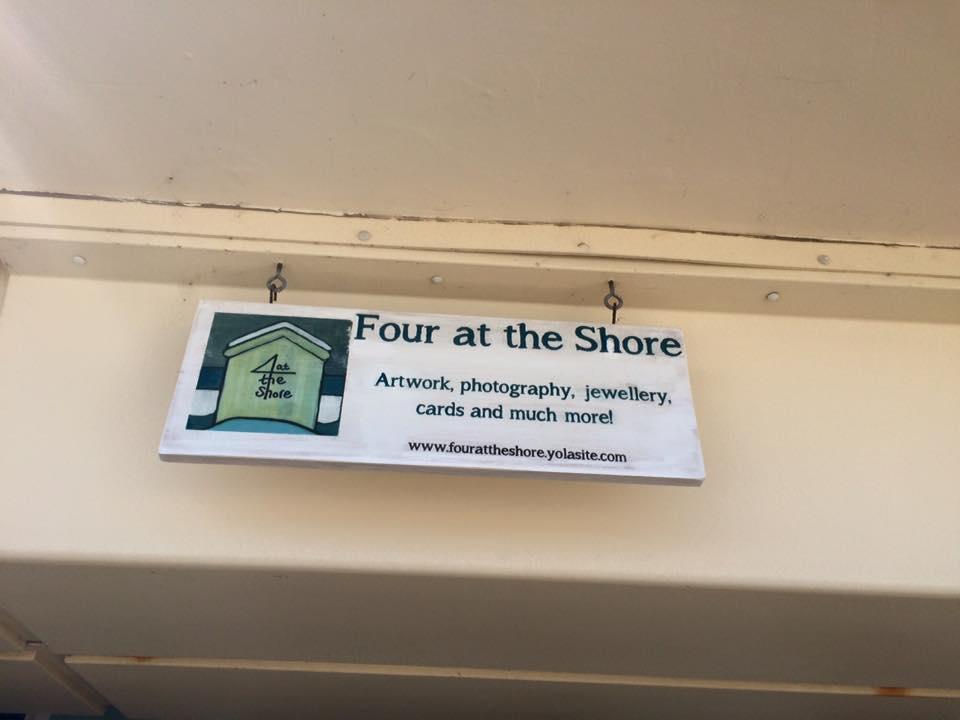 4 at
the
Shore
Four at the Shore
Artwork, photography, jewellery,
cards and much more!
www.fourattheshore.yolasite.com